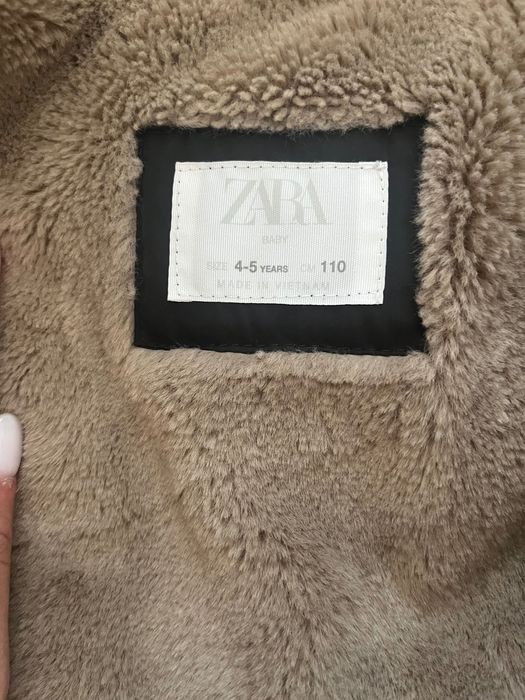 ZARA
BABY
SIZE 4-5 YEARS CM 110
MADE IN VIETNAM